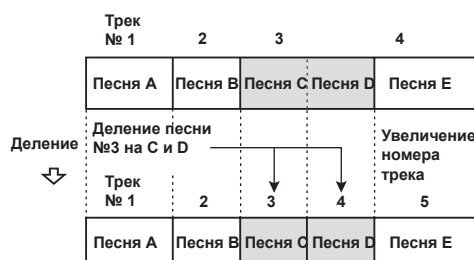 Трек
№ 1 2 3 4
Песня A Песня B Песня C Песня D Песня E
Деление
Деление песни
№3 на C и D
Увеличение
номера
трека
Трек
№ 1 2 3 4 5
Песня A Песня B Песня C Песня D Песня E